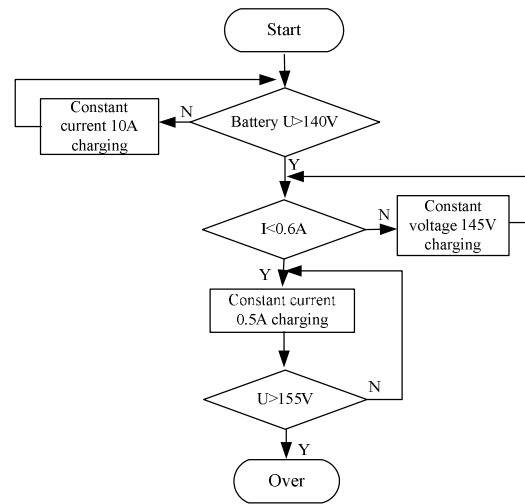 Start
Constant
current 10A
charging
N
Battery U>140V
Y
I<0.6A
N
Constant
voltage 145V
charging
Y
Constant current
0.5A charging
U>155V
N
Y
Over